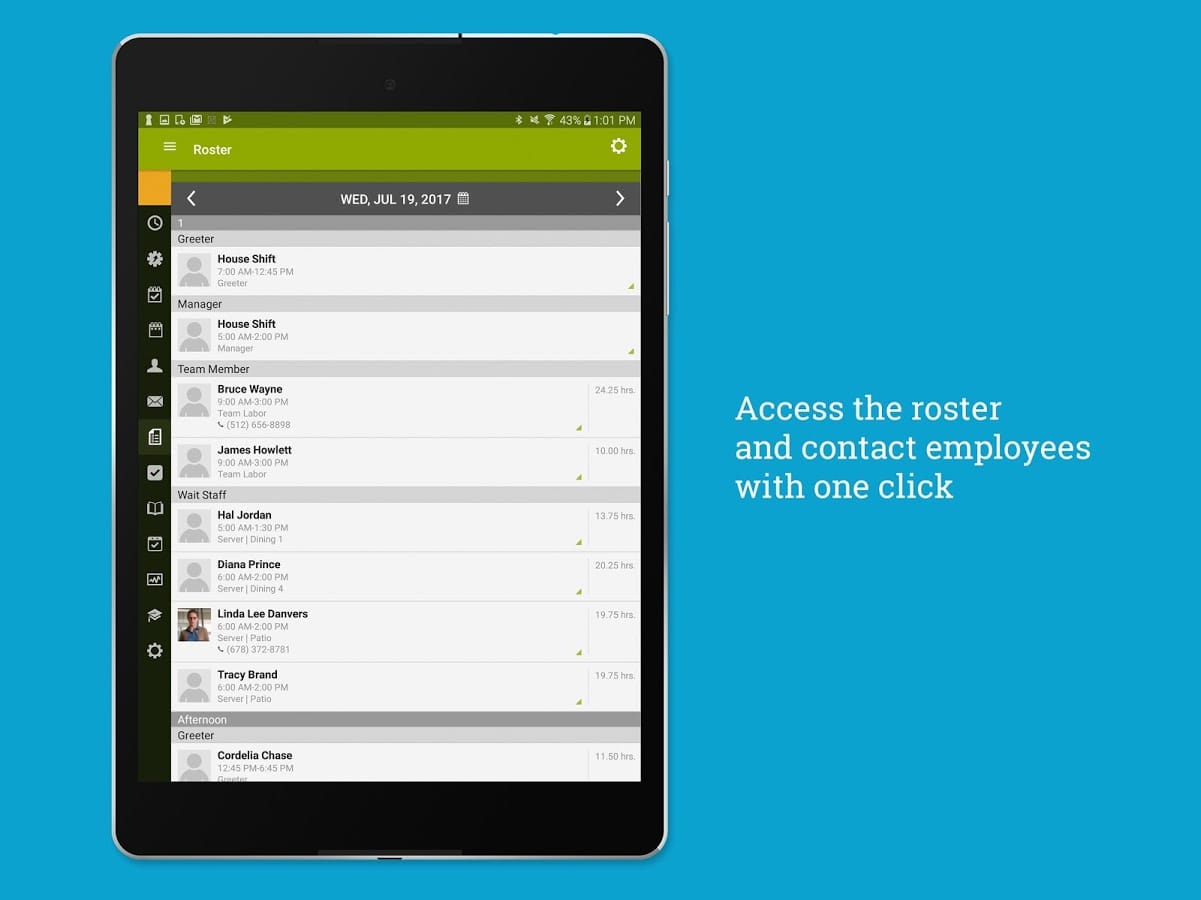 43% 1:01 PM
Roster
WED, JUL 19, 2017
1
Greeter
House Shift
7:00 AM-12:45 PM
Greeter
Manager
House Shift
5:00 AM-2:00 PM
Manager
Team Member
Bruce Wayne
24.25 hrs.
9:00 AM-3:00 PM
Team Labor
(512) 656-8898
James Howlett
10.00 hrs.
9:00 AM-3:00 PM
Team Labor
Wait Staff
Hal Jordan
13.75 hrs.
5:00 AM-1:30 PM
Server | Dining 1
Diana Prince
20.25 hrs.
6:00 AM-2:00 PM
Server | Dining 4
Linda Lee Danvers
19.75 hrs.
6:00 AM-2:00 PM
Server | Patio
(678) 372-8781
Tracy Brand
19.75 hrs.
6:00 AM-2:00 PM
Server | Patio
Afternoon
Greeter
Cordelia Chase
11.50 hrs.
12:45 PM-6:45 PM
Greeter
Access the roster
and contact employees
with one click